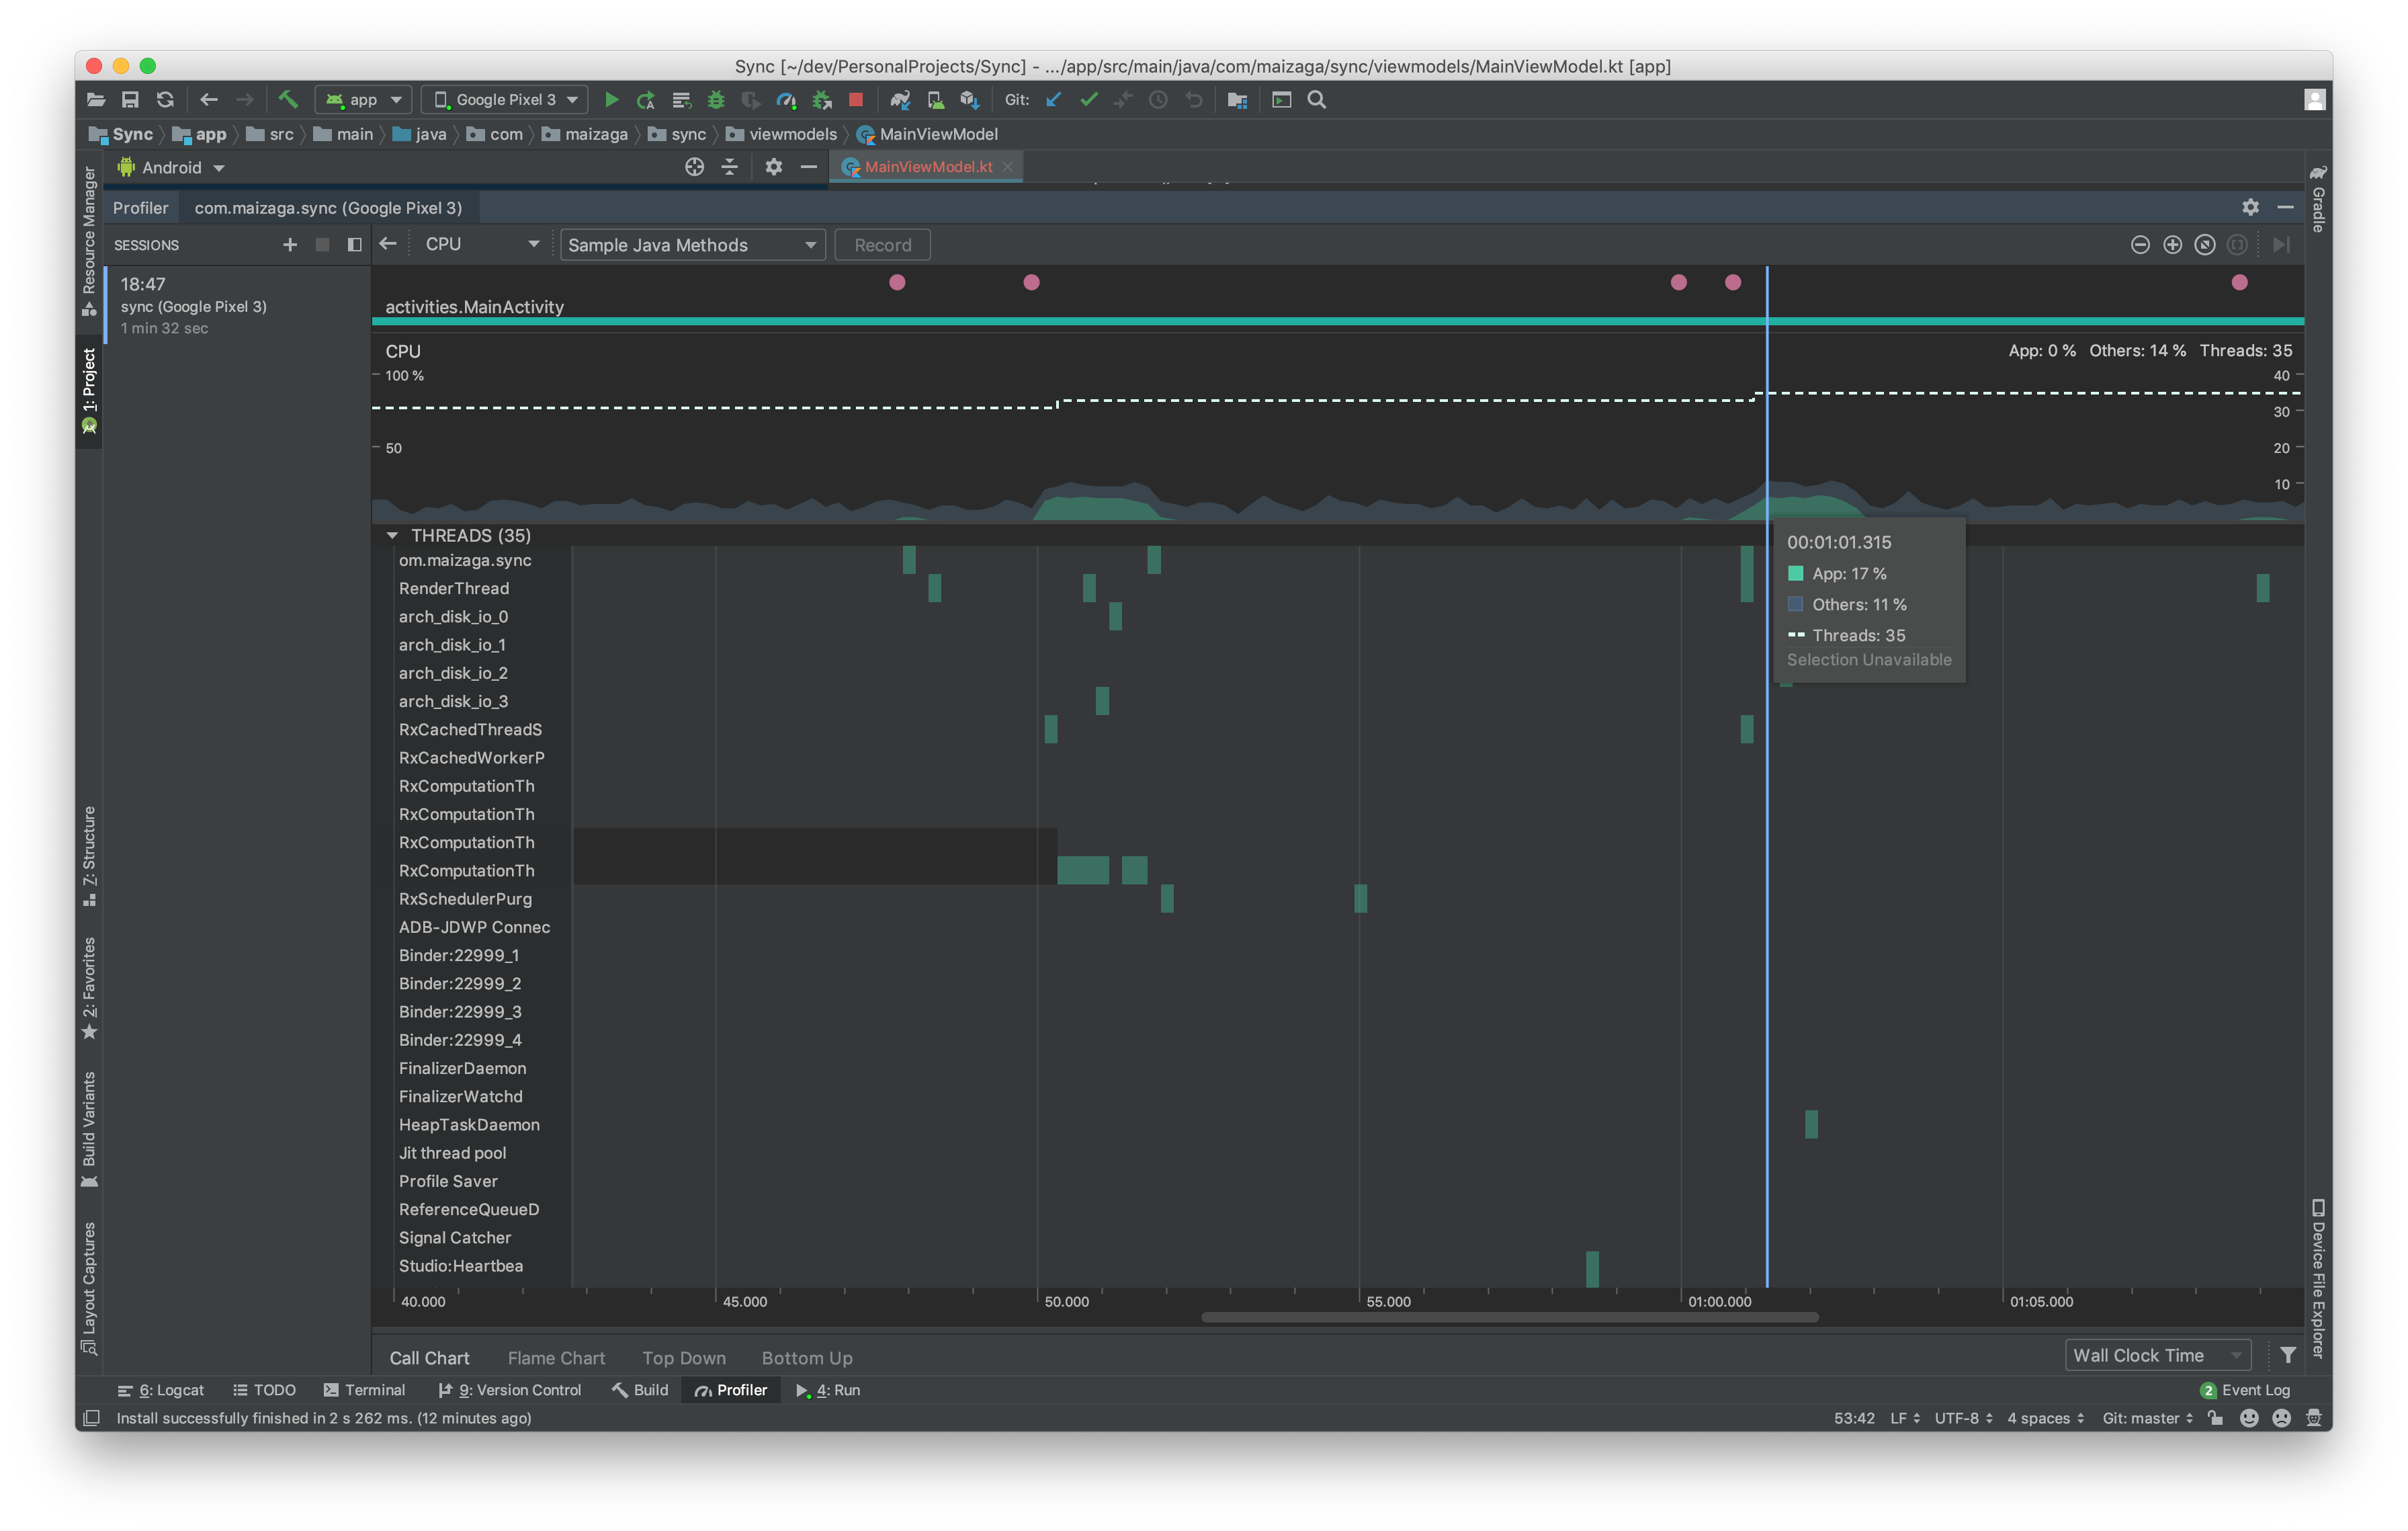 Sync [~/dev/PersonalProjects/Sync] - .../app/src/main/java/com/maizaga/sync/viewmodels/MainViewModel.kt [app]
app
Google Pixel 3
Git:
Sync
app
src
main
java
com
maizaga
sync
viewmodels
MainViewModel
Android
MainViewModel.kt
Resource Manager
1: Project
7: Structure
2: Favorites
Build Variants
Layout Captures
Gradle
Device File Explorer
Profiler
com.maizaga.sync (Google Pixel 3)
SESSIONS
CPU
Sample Java Methods
Record
18:47
sync (Google Pixel 3)
1 min 32 sec
activities.MainActivity
CPU
App: 0 % Others: 14 % Threads: 35
100 %
50
40
30
20
10
THREADS (35)
om.maizaga.sync
RenderThread
arch_disk_io_0
arch_disk_io_1
arch_disk_io_2
arch_disk_io_3
RxCachedThreadS
RxCachedWorkerP
RxComputationTh
RxComputationTh
RxComputationTh
RxComputationTh
RxSchedulerPurg
ADB-JDWP Connec
Binder:22999_1
Binder:22999_2
Binder:22999_3
Binder:22999_4
FinalizerDaemon
FinalizerWatchd
HeapTaskDaemon
Jit thread pool
Profile Saver
ReferenceQueueD
Signal Catcher
Studio:Heartbea
00:01:01.315
App: 17 %
Others: 11 %
Threads: 35
Selection Unavailable
40.000
45.000
50.000
55.000
01:00.000
01:05.000
Call Chart
Flame Chart
Top Down
Bottom Up
Wall Clock Time
6: Logcat
TODO
Terminal
9: Version Control
Build
Profiler
4: Run
2 Event Log
Install successfully finished in 2 s 262 ms. (12 minutes ago)
53:42
LF
UTF-8
4 spaces
Git: master